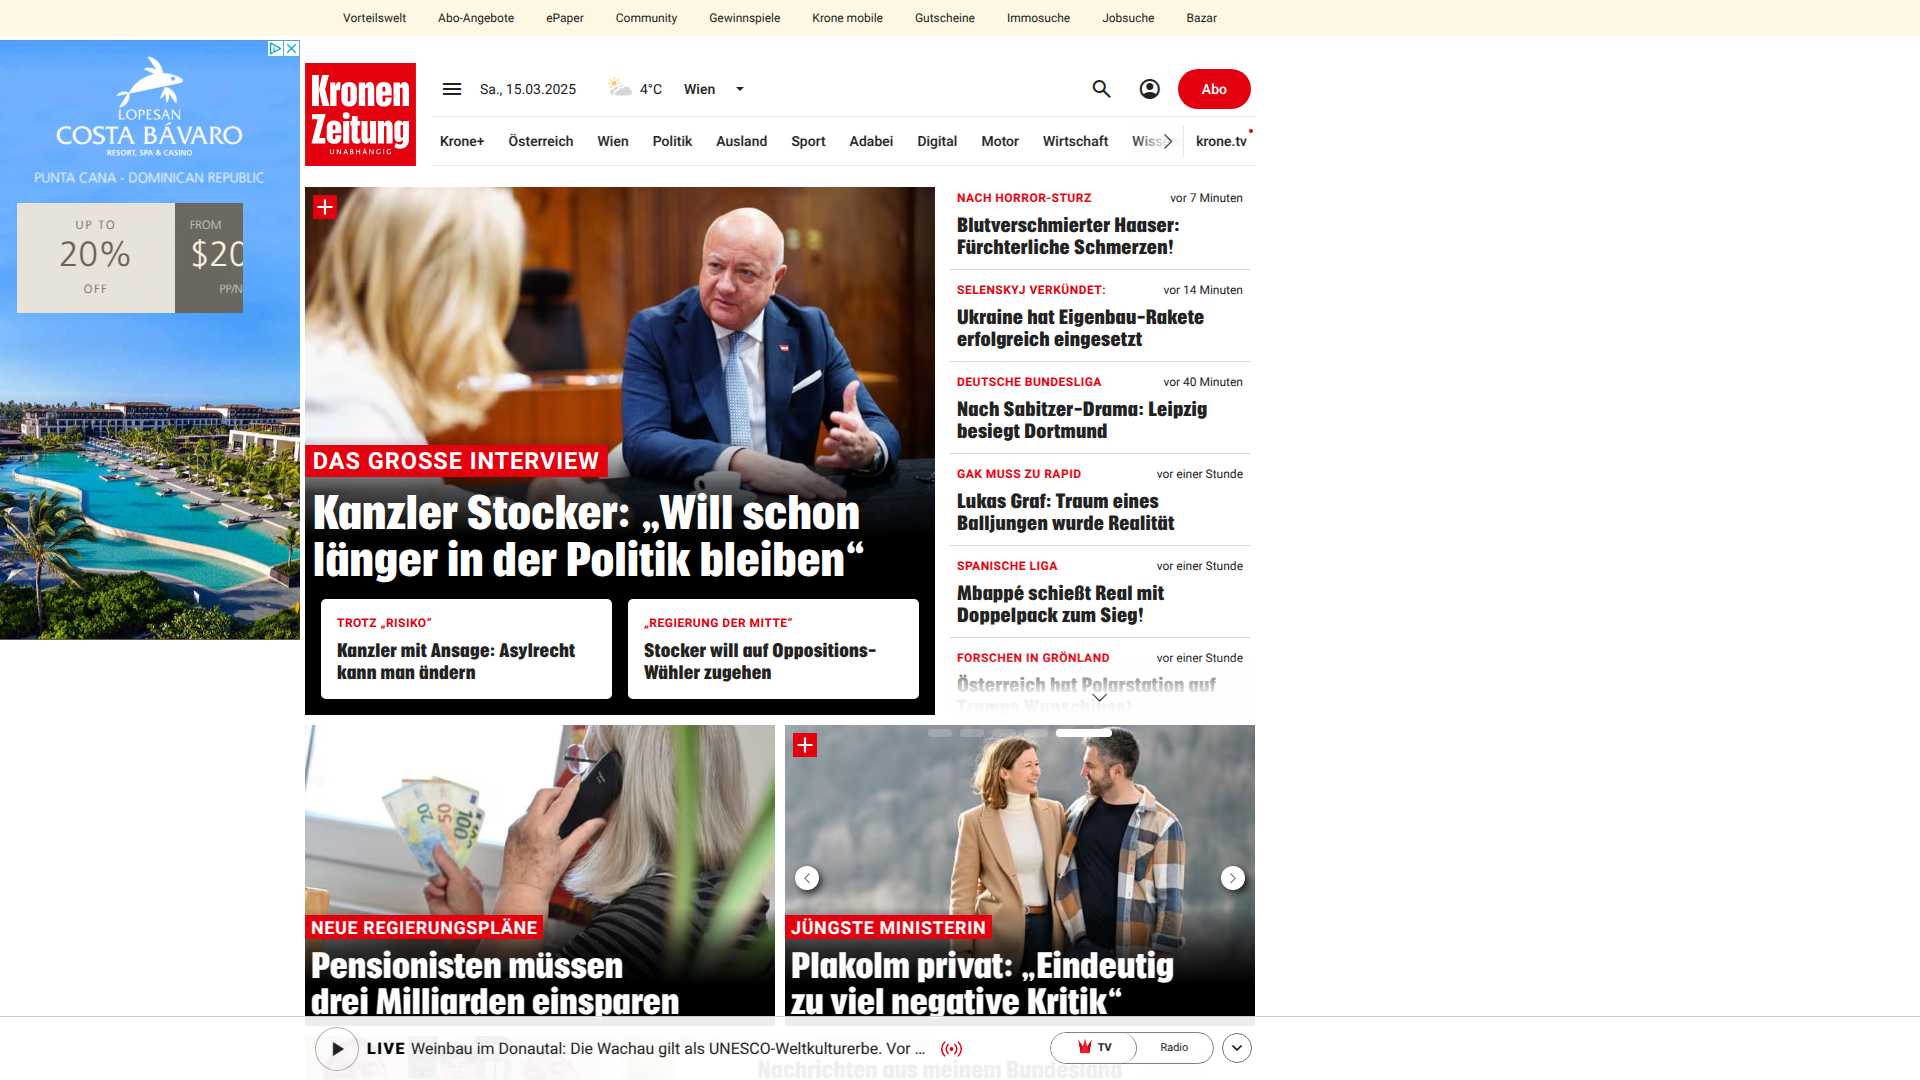 Vorteilswelt
Abo-Angebote
ePaper
Community
Gewinnspiele
Krone mobile
Gutscheine
Immosuche
Jobsuche
Bazar
LOPESAN
COSTA BÁVARO
RESORT, SPA & CASINO
PUNTA CANA - DOMINICAN REPUBLIC
UP TO
20%
OFF
FROM
$20
PP/N
Kronen
Zeitung
UNABHÄNGIG
Sa., 15.03.2025
4°C
Wien
Abo
Krone+
Österreich
Wien
Politik
Ausland
Sport
Adabei
Digital
Motor
Wirtschaft
krone.tv
DAS GROSSE INTERVIEW
Kanzler Stocker: „Will schon
länger in der Politik bleiben“
TROTZ „RISIKO“
Kanzler mit Ansage: Asylrecht
kann man ändern
„REGIERUNG DER MITTE“
Stocker will auf Oppositions-
Wähler zugehen
NACH HORROR-STURZ
vor 7 Minuten
Blutverschmierter Haaser:
Fürchterliche Schmerzen!
SELENSKYJ VERKÜNDET:
vor 14 Minuten
Ukraine hat Eigenbau-Rakete
erfolgreich eingesetzt
DEUTSCHE BUNDESLIGA
vor 40 Minuten
Nach Sabitzer-Drama: Leipzig
besiegt Dortmund
GAK MUSS ZU RAPID
vor einer Stunde
Lukas Graf: Traum eines
Balljungen wurde Realität
SPANISCHE LIGA
vor einer Stunde
Mbappé schießt Real mit
Doppelpack zum Sieg!
FORSCHEN IN GRÖNLAND
vor einer Stunde
Österreich hat Polarstation auf
Trumps Wunschinsel
NEUE REGIERUNGSPLÄNE
Pensionisten müssen
drei Milliarden einsparen
JÜNGSTE MINISTERIN
Plakolm privat: „Eindeutig
zu viel negative Kritik“
LIVE Weinbau im Donautal: Die Wachau gilt als UNESCO-Weltkulturerbe. Vor ...
TV
Radio
Nachrichten aus meinem Bundesland